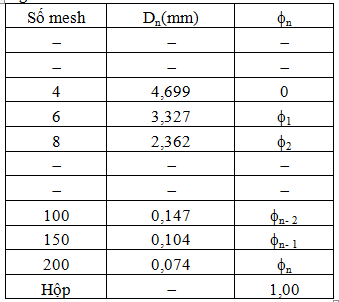 Số mesh Dn(mm) ϕn
– – –
– – –
4 4,699 0
6 3,327 ϕ1
8 2,362 ϕ2
– – –
– – –
100 0,147 ϕn- 2
150 0,104 ϕn- 1
200 0,074 ϕn
Hộp – 1,00